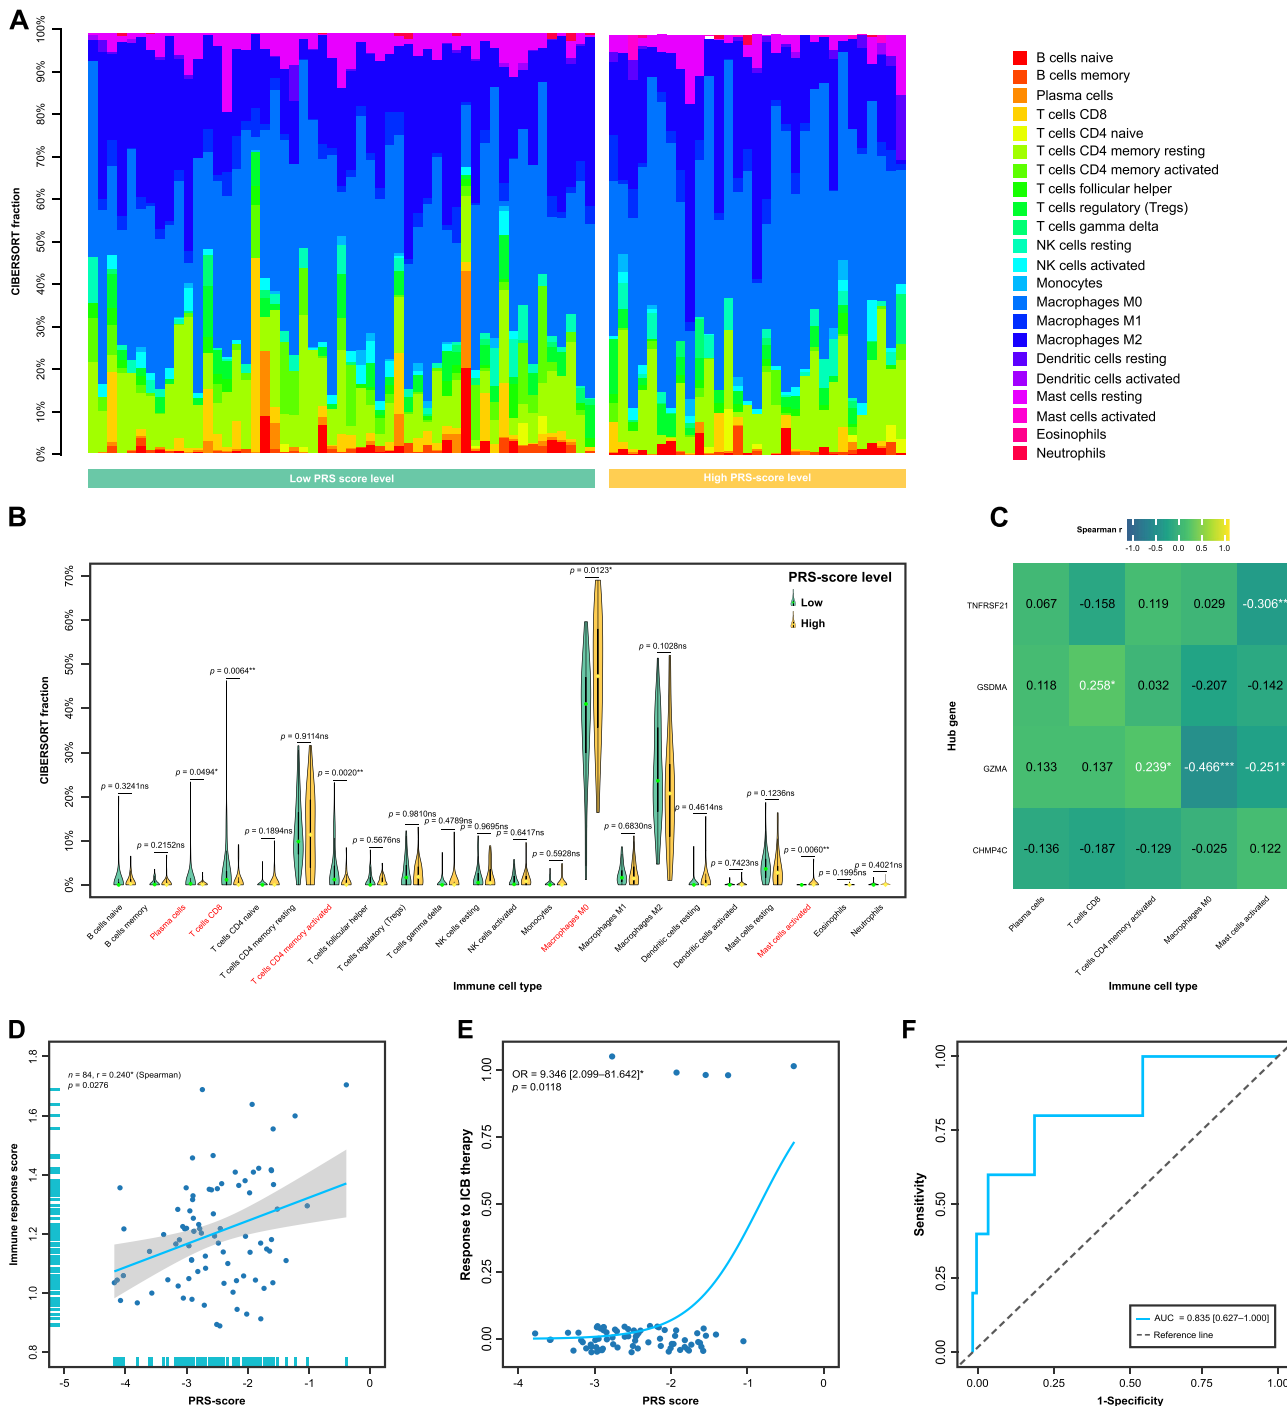 A
100%
90%
80%
70%
60%
50%
40%
30%
20%
10%
0%
CIBERSORT fraction
Low PRS score level
High PRS-score level
B cells naive
B cells memory
Plasma cells
T cells CD8
T cells CD4 naive
T cells CD4 memory resting
T cells CD4 memory activated
T cells follicular helper
T cells regulatory (Tregs)
T cells gamma delta
NK cells resting
NK cells activated
Monocytes
Macrophages M0
Macrophages M1
Macrophages M2
Dendritic cells resting
Dendritic cells activated
Mast cells resting
Mast cells activated
Eosinophils
Neutrophils
B
70%
60%
50%
40%
30%
20%
10%
0%
CIBERSORT fraction
PRS-score level
Low
High
p = 0.3241ns
p = 0.2152ns
p = 0.0494*
p = 0.0064**
p = 0.1894ns
p = 0.9114ns
p = 0.0020**
p = 0.5676ns
p = 0.9810ns
p = 0.4789ns
p = 0.9695ns
p = 0.6417ns
p = 0.5928ns
p = 0.0123*
p = 0.6830ns
p = 0.1028ns
p = 0.4614ns
p = 0.7423ns
p = 0.1236ns
p = 0.0060**
p = 0.1995ns
p = 0.4021ns
B cells naive
B cells memory
Plasma cells
T cells CD8
T cells CD4 naive
T cells CD4 memory resting
T cells CD4 memory activated
T cells follicular helper
T cells regulatory (Tregs)
T cells gamma delta
NK cells resting
NK cells activated
Monocytes
Macrophages M0
Macrophages M1
Macrophages M2
Dendritic cells resting
Dendritic cells activated
Mast cells resting
Mast cells activated
Eosinophils
Neutrophils
Immune cell type
C
Spearman r
-1.0 -0.5 0.0 0.5 1.0
Hub gene
TNFRSF21 0.067 -0.158 0.119 0.029 -0.306**
GSDMA 0.118 0.258* 0.032 -0.207 -0.142
GZMA 0.133 0.137 0.239* -0.466*** -0.251*
CHMP4C -0.136 -0.187 -0.129 -0.025 0.122
Plasma cells
T cells CD8
T cells CD4 memory activated
Macrophages M0
Mast cells activated
Immune cell type
D
n = 84, r = 0.240* (Spearman)
p = 0.0276
1.8
1.6
1.4
1.2
1.0
0.8
Immune response score
-5 -4 -3 -2 -1 0
PRS-score
E
OR = 9.346 [2.099–81.642]*
p = 0.0118
1.00
0.75
0.50
0.25
0.00
Response to ICB therapy
-4 -3 -2 -1 0
PRS score
F
1.00
0.75
0.50
0.25
0.00
Sensitivity
AUC = 0.835 [0.627–1.000]
Reference line
0.00 0.25 0.50 0.75 1.00
1-Specificity